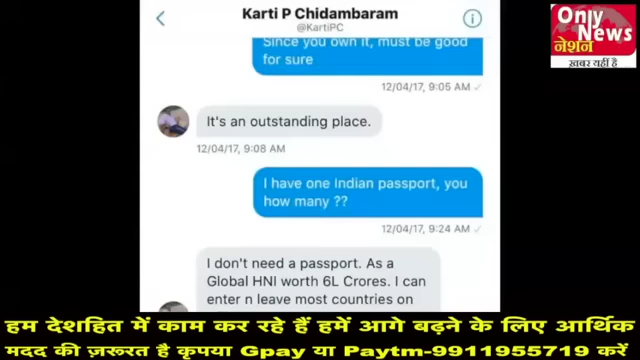 Karti P Chidambaram
@KartiPC
Only
News
नेशन
ख़बर यहीं है
Since you own it, must be good
for sure
12/04/17, 9:05 AM ✓
It's an outstanding place.
12/04/17, 9:08 AM
I have one Indian passport, you
how many ??
12/04/17, 9:24 AM ✓
I don't need a passport. As a
Global HNI worth 6L Crores. I can
enter n leave most countries on
हम देशहित में काम कर रहे हैं हमें आगे बढ़ने के लिए आर्थिक
मदद की ज़रूरत है कृपया Gpay या Paytm-9911955719 करें